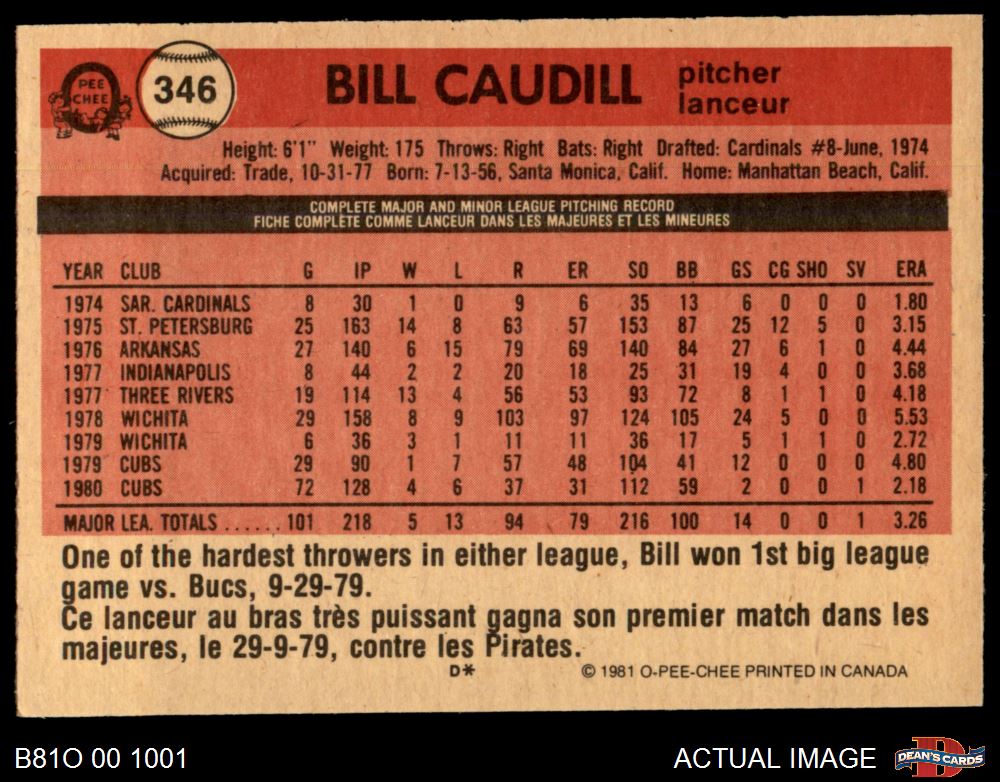 PEE
CHEE
346
BILL CAUDILL
pitcher
lanceur
Height: 6'1" Weight: 175 Throws: Right Bats: Right Drafted: Cardinals #8-June, 1974
Acquired: Trade, 10-31-77 Born: 7-13-56, Santa Monica, Calif. Home: Manhattan Beach, Calif.
COMPLETE MAJOR AND MINOR LEAGUE PITCHING RECORD
FICHE COMPLÈTE COMME LANCEUR DANS LES MAJEURES ET LES MINEURES
YEAR CLUB G IP W L R ER SO BB GS CG SHO SV ERA
1974 SAR. CARDINALS 8 30 1 0 9 6 35 13 6 0 0 0 1.80
1975 ST. PETERSBURG 25 163 14 8 63 57 153 87 25 12 5 0 3.15
1976 ARKANSAS 27 140 6 15 79 69 140 84 27 6 1 0 4.44
1977 INDIANAPOLIS 8 44 2 2 20 18 25 31 19 4 0 0 3.68
1977 THREE RIVERS 19 114 13 4 56 53 93 72 8 1 1 0 4.18
1978 WICHITA 29 158 8 9 103 97 124 105 24 5 0 0 5.53
1979 WICHITA 6 36 3 1 11 11 36 17 5 1 1 0 2.72
1979 CUBS 29 90 1 7 57 48 104 41 12 0 0 0 4.80
1980 CUBS 72 128 4 6 37 31 112 59 2 0 0 1 2.18
MAJOR LEA. TOTALS ...... 101 218 5 13 94 79 216 100 14 0 0 1 3.26
One of the hardest throwers in either league, Bill won 1st big league
game vs. Bucs, 9-29-79.
Ce lanceur au bras très puissant gagna son premier match dans les
majeures, le 29-9-79, contre les Pirates.
D*
© 1981 O-PEE-CHEE PRINTED IN CANADA
B81O 00 1001
ACTUAL IMAGE
D
DEAN'S CARDS